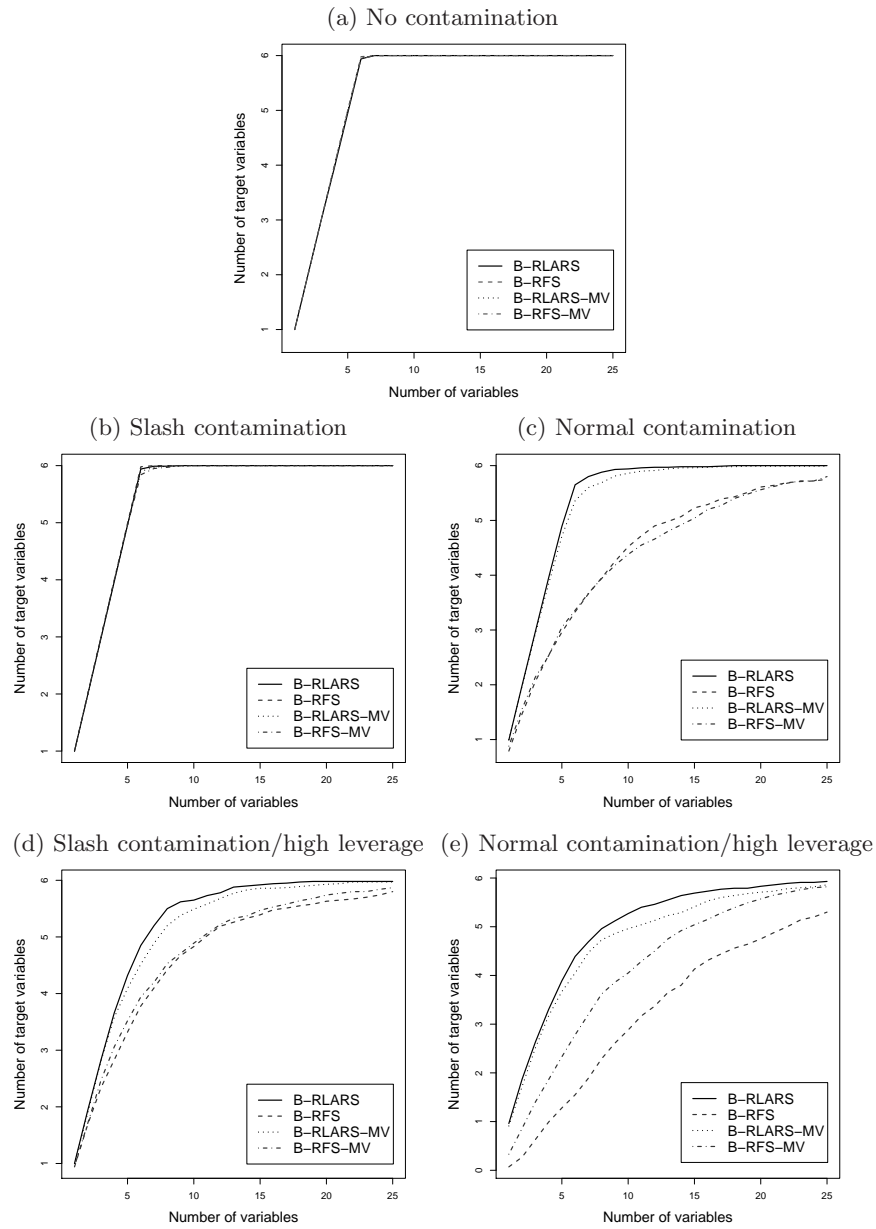 (a) No contamination
Number of target variables
6
5
4
3
2
1
B−RLARS
B−RFS
B−RLARS−MV
B−RFS−MV
5 10 15 20 25
Number of variables
(b) Slash contamination
Number of target variables
6
5
4
3
2
1
B−RLARS
B−RFS
B−RLARS−MV
B−RFS−MV
5 10 15 20 25
Number of variables
(c) Normal contamination
Number of target variables
6
5
4
3
2
1
B−RLARS
B−RFS
B−RLARS−MV
B−RFS−MV
5 10 15 20 25
Number of variables
(d) Slash contamination/high leverage
Number of target variables
6
5
4
3
2
1
B−RLARS
B−RFS
B−RLARS−MV
B−RFS−MV
5 10 15 20 25
Number of variables
(e) Normal contamination/high leverage
Number of target variables
6
5
4
3
2
1
0
B−RLARS
B−RFS
B−RLARS−MV
B−RFS−MV
5 10 15 20 25
Number of variables